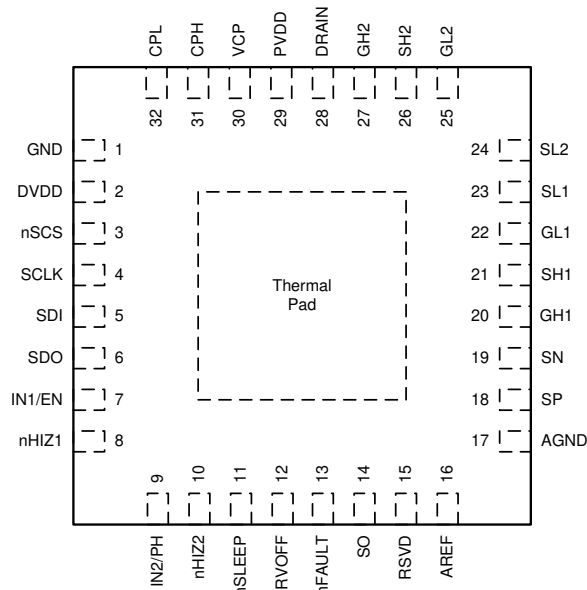 CPL
CPH
VCP
PVDD
DRAIN
GH2
SH2
GL2
32
31
30
29
28
27
26
25
GND 1
DVDD 2
nSCS 3
SCLK 4
SDI 5
SDO 6
IN1/EN 7
nHIZ1 8
Thermal
Pad
24 SL2
23 SL1
22 GL1
21 SH1
20 GH1
19 SN
18 SP
17 AGND
9
10
11
12
13
14
15
16
IN2/PH
nHIZ2
nSLEEP
RVOFF
nFAULT
SO
RSVD
AREF